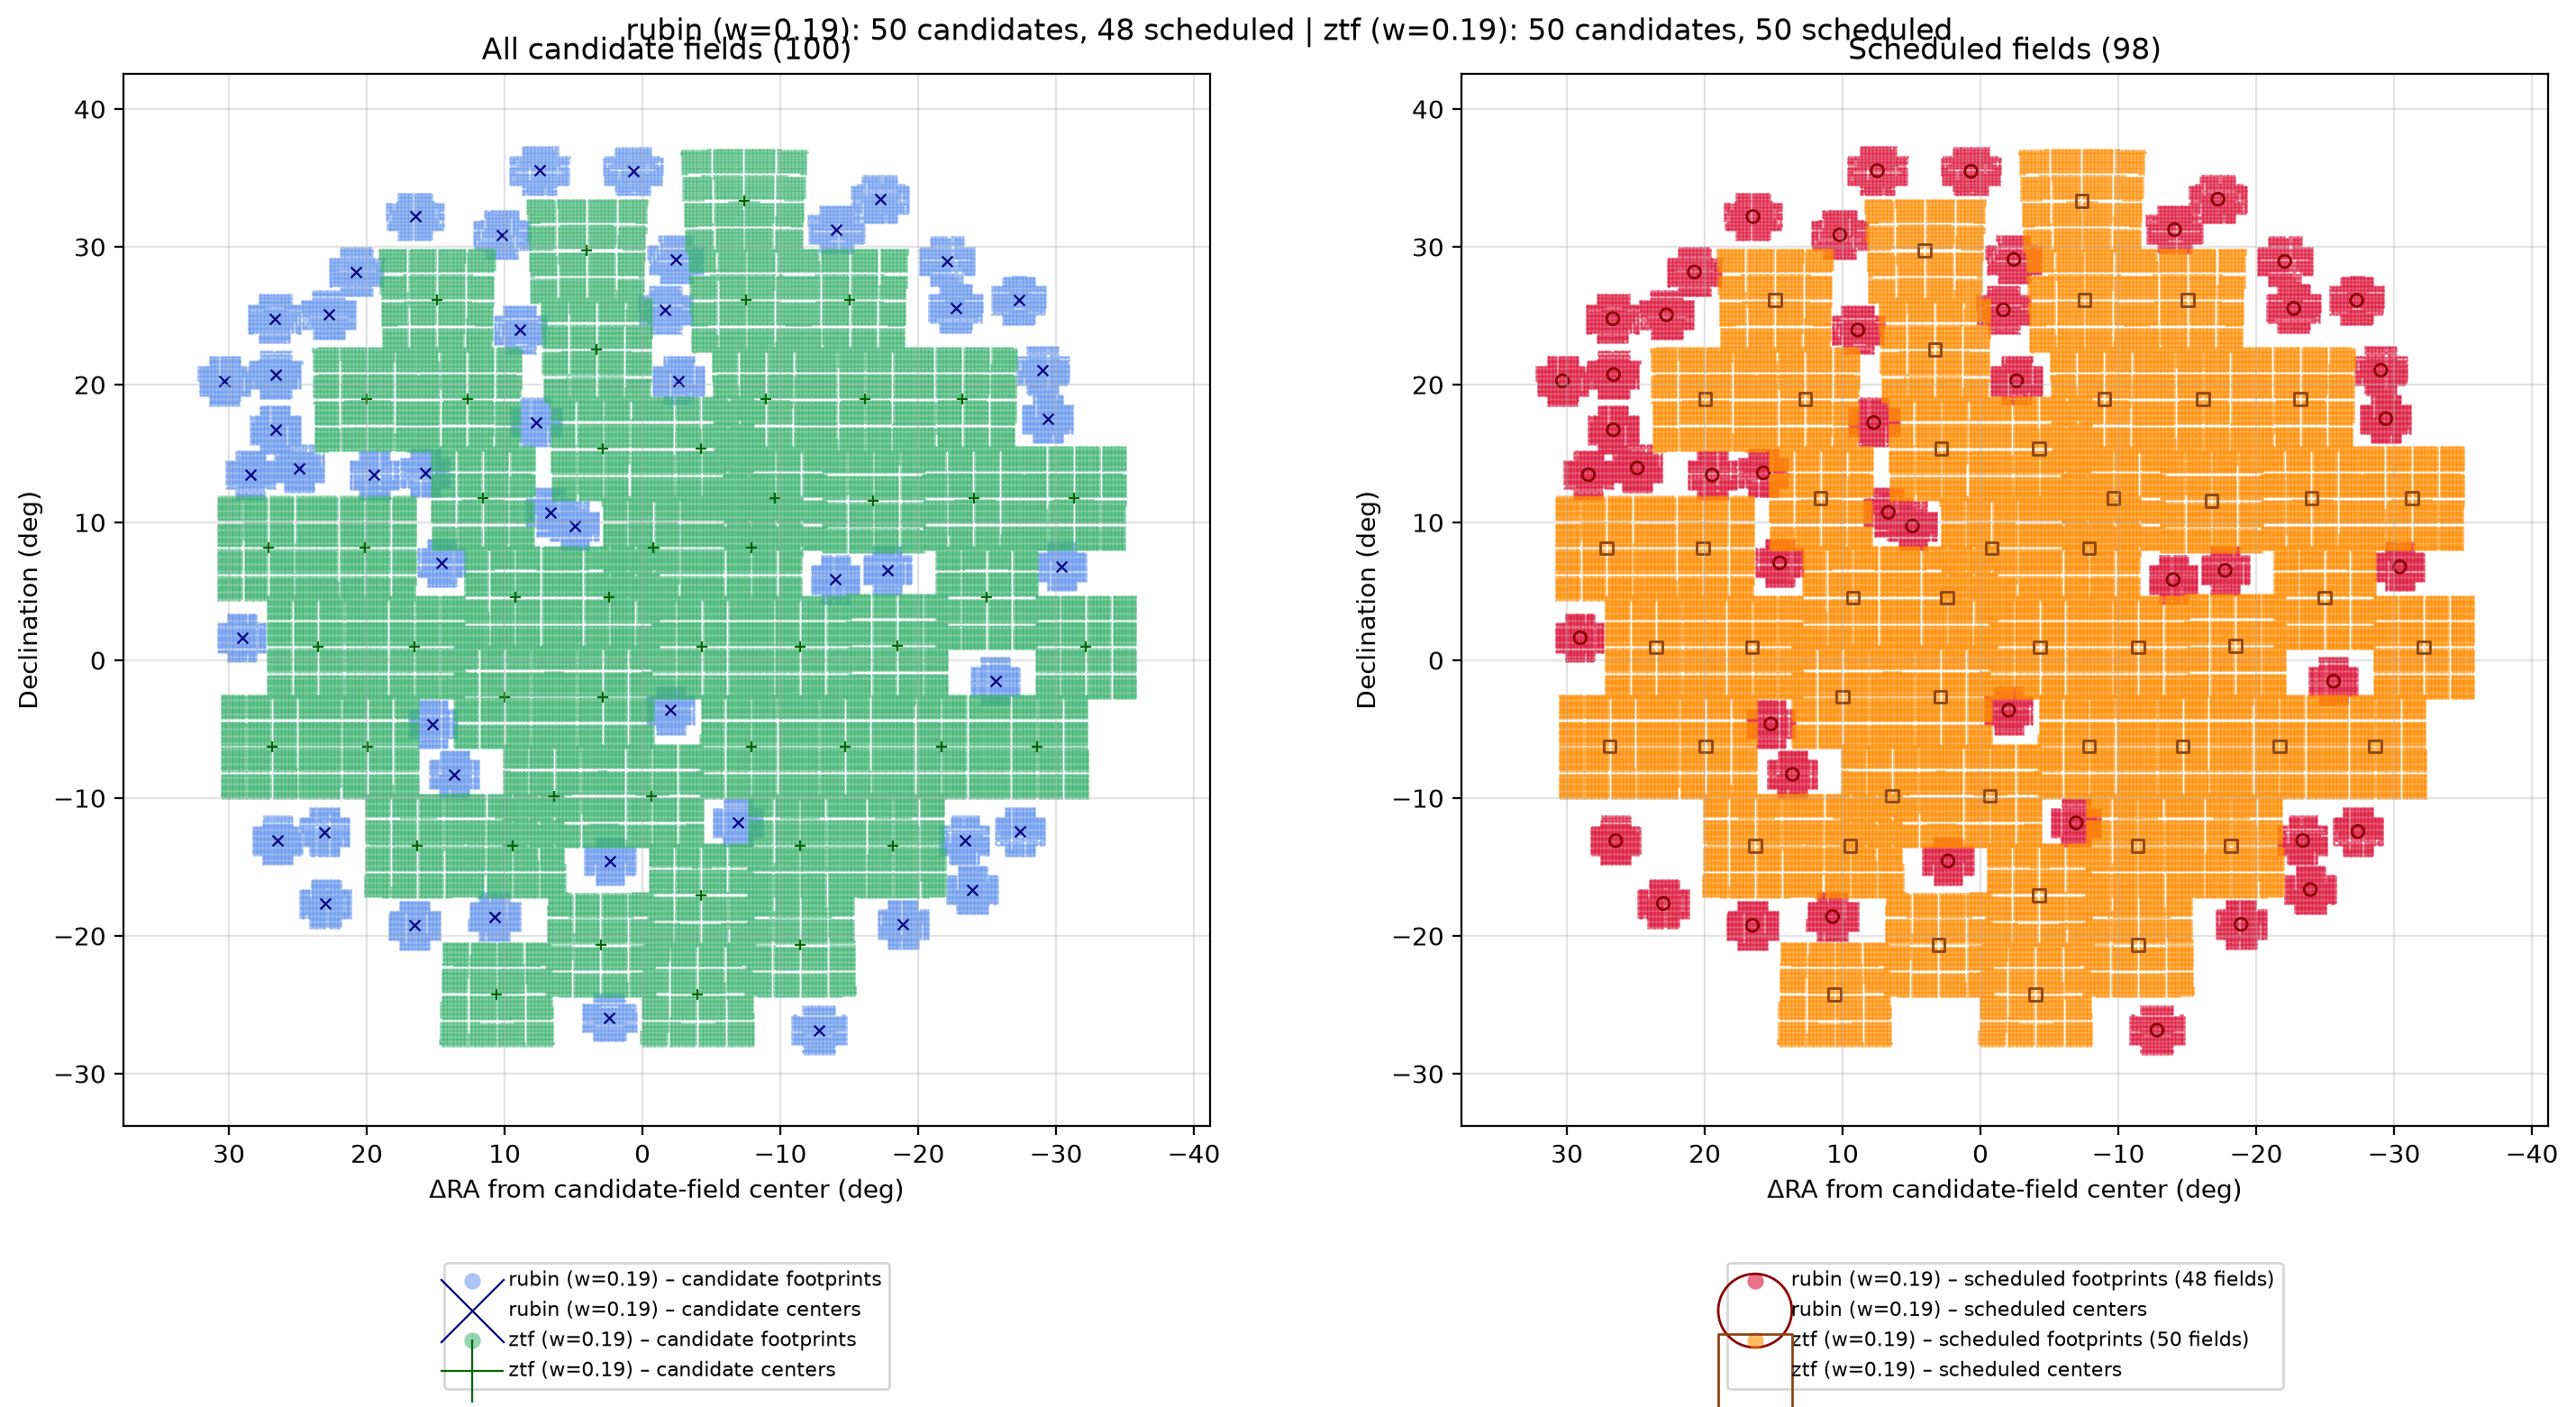 rubin (w=0.19): 50 candidates, 48 scheduled | ztf (w=0.19): 50 candidates, 50 scheduled
All candidate fields (100)
40
30
20
10
0
−10
−20
−30
Declination (deg)
30
20
10
0
−10
−20
−30
−40
ΔRA from candidate-field center (deg)
rubin (w=0.19) – candidate footprints
rubin (w=0.19) – candidate centers
ztf (w=0.19) – candidate footprints
ztf (w=0.19) – candidate centers
Scheduled fields (98)
40
30
20
10
0
−10
−20
−30
Declination (deg)
30
20
10
0
−10
−20
−30
−40
ΔRA from candidate-field center (deg)
rubin (w=0.19) – scheduled footprints (48 fields)
rubin (w=0.19) – scheduled centers
ztf (w=0.19) – scheduled footprints (50 fields)
ztf (w=0.19) – scheduled centers